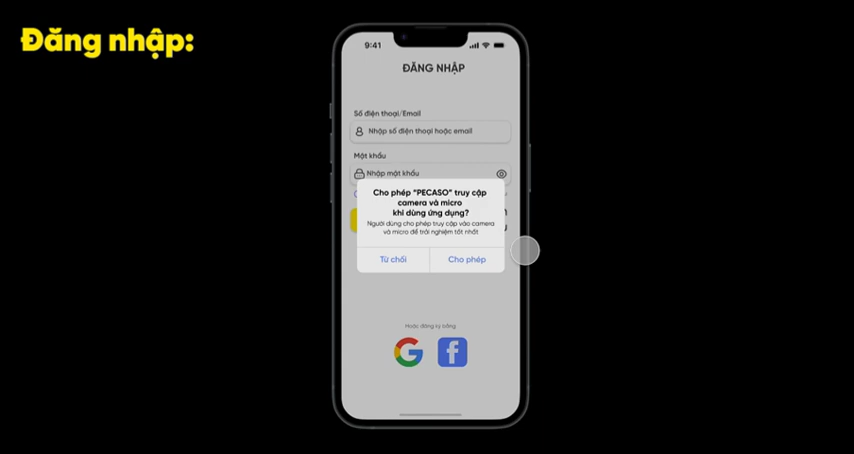 Đăng nhập:
9:41
ĐĂNG NHẬP
Số điện thoại/Email
Nhập số điện thoại hoặc email
Mật khẩu
Nhập mật khẩu
Cho phép "PECASO" truy cập
camera và micro
khi dùng ứng dụng?
Người dùng cho phép truy cập vào camera
và micro để trải nghiệm tốt nhất
Từ chối
Cho phép
Hoặc đăng ký bằng